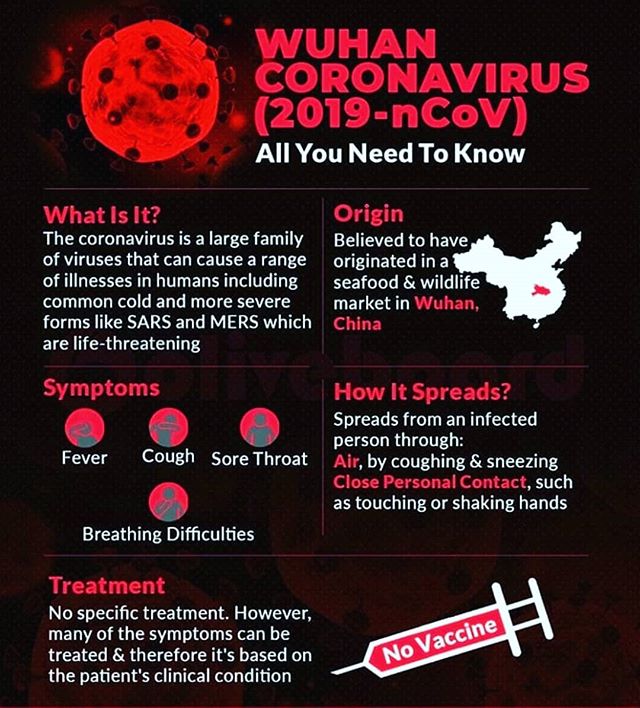 WUHAN
CORONAVIRUS
(2019-nCoV)
All You Need To Know
What Is It?
The coronavirus is a large family
of viruses that can cause a range
of illnesses in humans including
common cold and more severe
forms like SARS and MERS which
are life-threatening
Origin
Believed to have
originated in a
seafood & wildlife
market in Wuhan,
China
Symptoms
Fever
Cough
Sore Throat
Breathing Difficulties
How It Spreads?
Spreads from an infected
person through:
Air, by coughing & sneezing
Close Personal Contact, such
as touching or shaking hands
Treatment
No specific treatment. However,
many of the symptoms can be
treated & therefore it's based on
the patient's clinical condition
No Vaccine